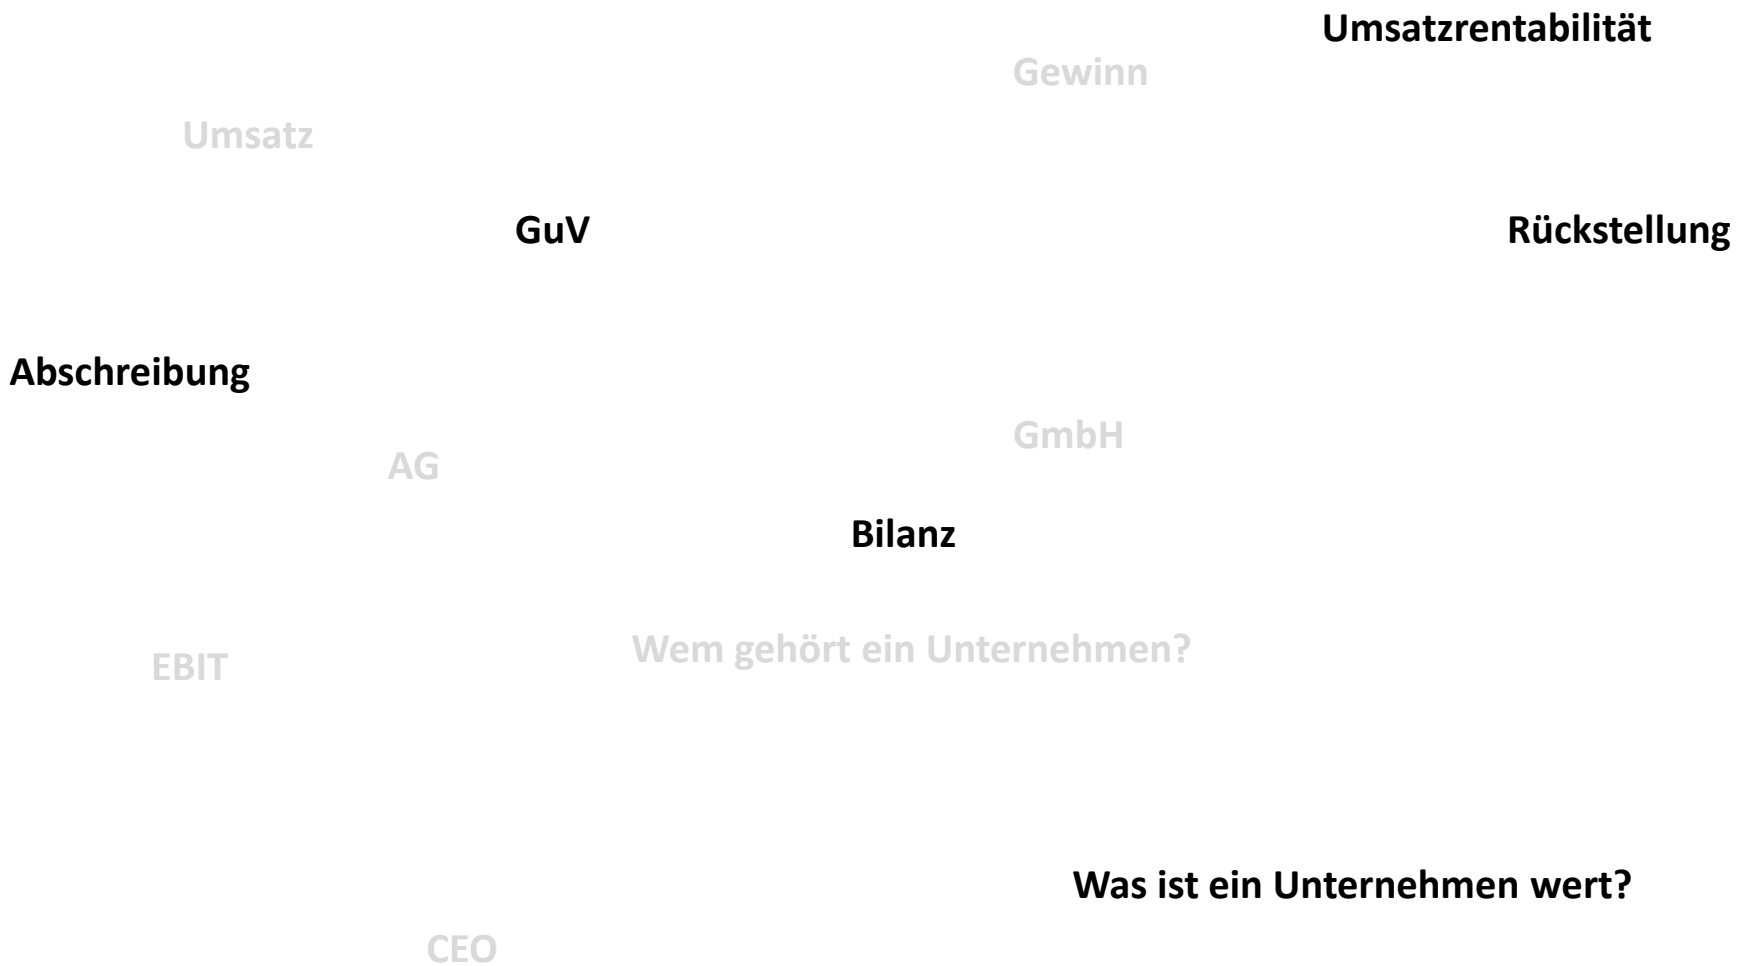 Umsatzrentabilität
Gewinn
Umsatz
GuV
Rückstellung
Abschreibung
GmbH
AG
Bilanz
Wem gehört ein Unternehmen?
EBIT
Was ist ein Unternehmen wert?
CEO